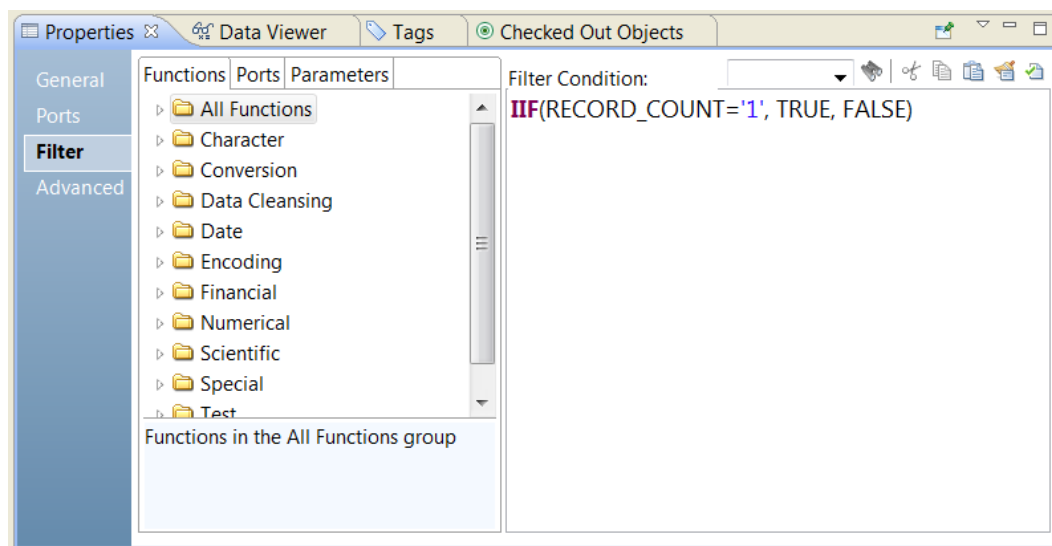 Properties Data Viewer Tags Checked Out Objects
General
Ports
Filter
Advanced
Functions Ports Parameters
All Functions
Character
Conversion
Data Cleansing
Date
Encoding
Financial
Numerical
Scientific
Special
Test
Functions in the All Functions group
Filter Condition:
IIF(RECORD_COUNT='1', TRUE, FALSE)